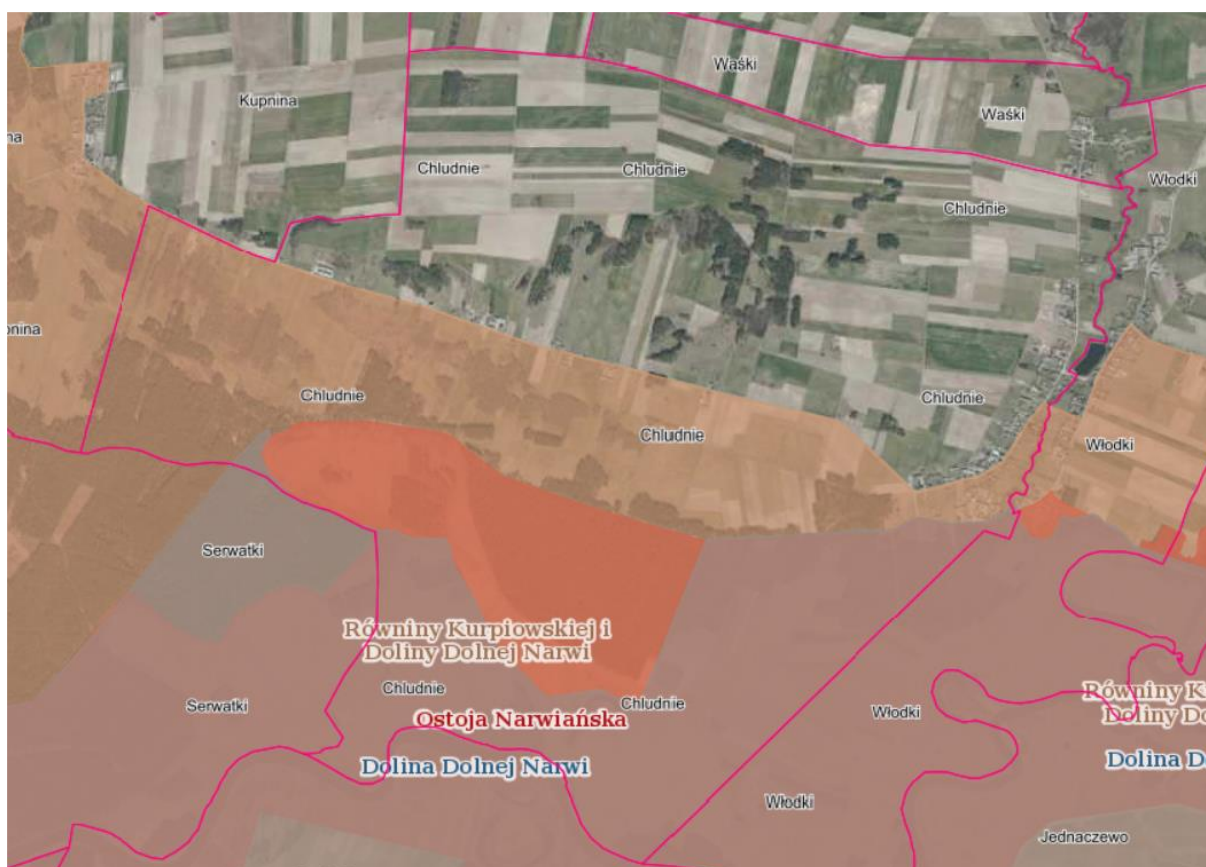 Waśki
Kupnina
Waśki
na
Chludnie
Chludnie
Włodki
Chludnie
onina
Chludnie
Chludnie
Chludnie
Włodki
Serwatki
Równiny Kurpiowskiej i
Doliny Dolnej Narwi
Chludnie
Chludnie
Serwatki
Ostoja Narwiańska
Włodki
Równiny K
Doliny Do
Dolina Dolnej Narwi
Dolina D
Włodki
Jednaczewo